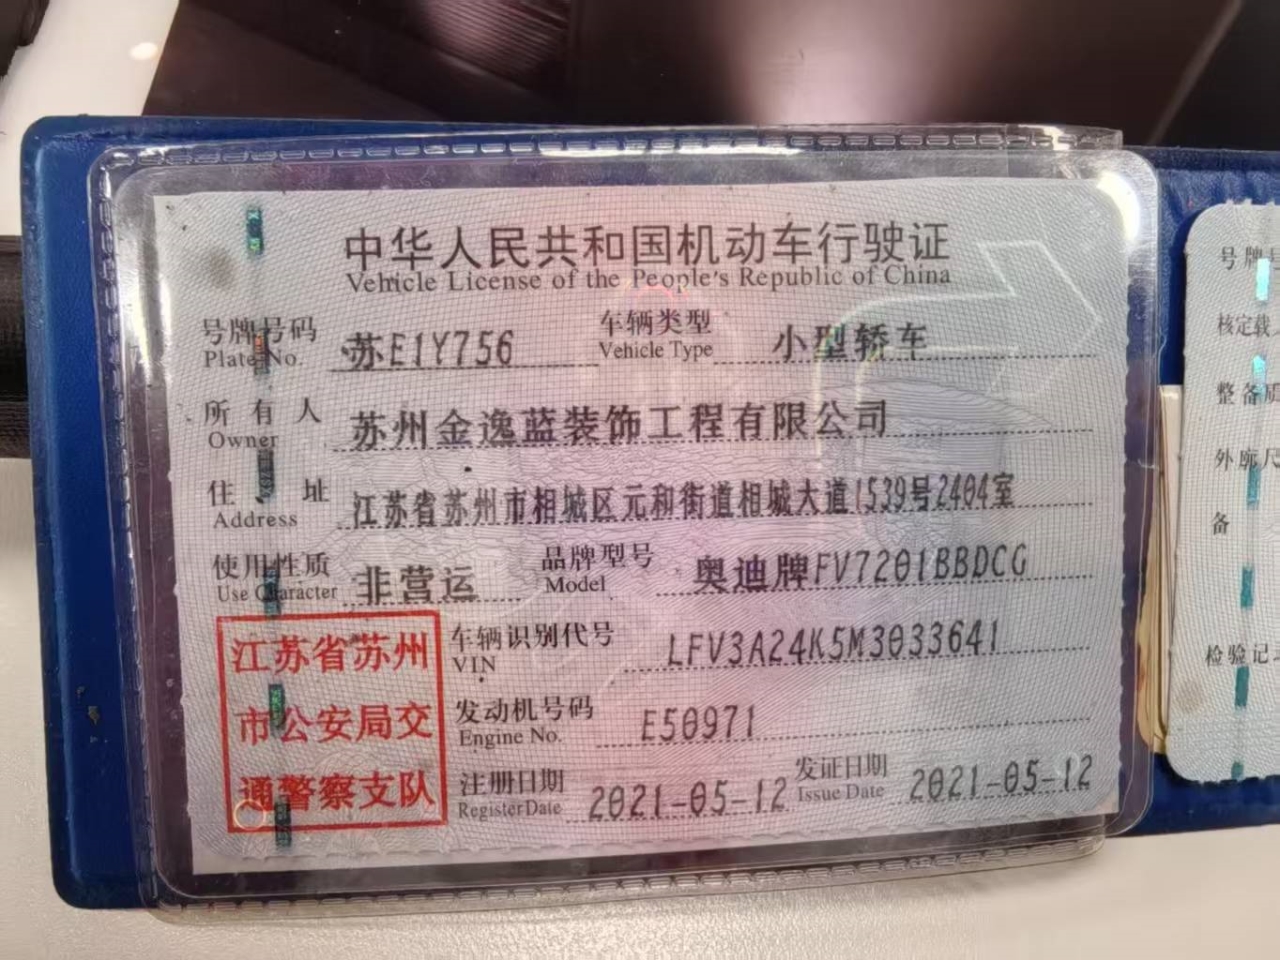 中华人民共和国机动车行驶证
Vehicle License of the People's Republic of China
号牌号码 苏E1Y756 车辆类型 小型轿车
Plate No. Vehicle Type
所有人 苏州金逸蓝装饰工程有限公司
Owner
住址 江苏省苏州市相城区元和街道相城大道1539号2404室
Address
使用性质 非营运 品牌型号 奥迪牌FV7201BBDCG
Use Character Model
江苏省苏州
市公安局交
通警察支队
车辆识别代号 LFV3A24K5M3033641
VIN
发动机号码 E50971
Engine No.
注册日期 2021-05-12 发证日期 2021-05-12
Register Date Issue Date
号牌
核定载
整备质
外廓尺
备
检验记